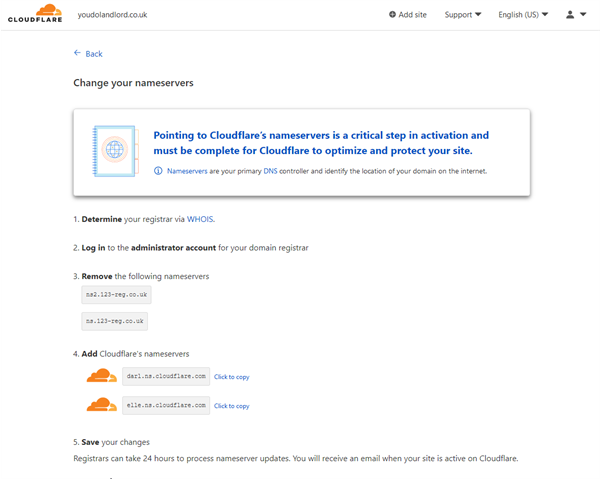 CLOUDFLARE
youdolandlord.co.uk
Add site
Support
English (US)
Back
Change your nameservers
Pointing to Cloudflare's nameservers is a critical step in activation and
must be complete for Cloudflare to optimize and protect your site.
Nameservers are your primary DNS controller and identify the location of your domain on the internet.
1. Determine your registrar via WHOIS.
2. Log in to the administrator account for your domain registrar
3. Remove the following nameservers
ns2.123-reg.co.uk
ns.123-reg.co.uk
4. Add Cloudflare's nameservers
darl.ns.cloudflare.com Click to copy
elle.ns.cloudflare.com Click to copy
5. Save your changes
Registrars can take 24 hours to process nameserver updates. You will receive an email when your site is active on Cloudflare.